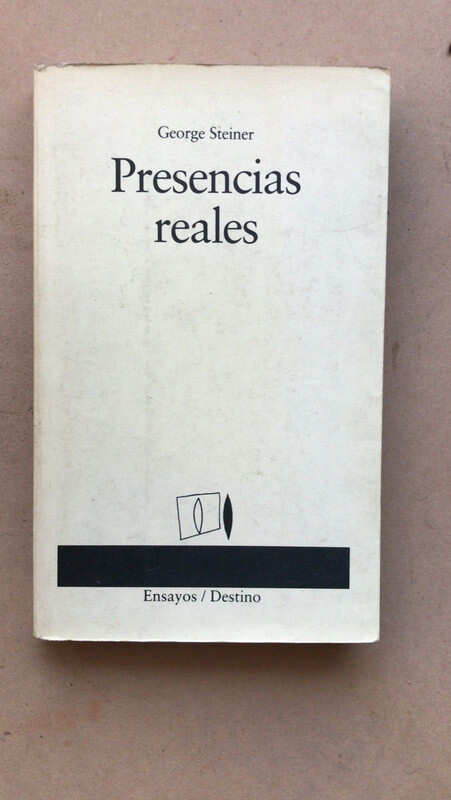 George Steiner
Presencias
reales
Ensayos / Destino